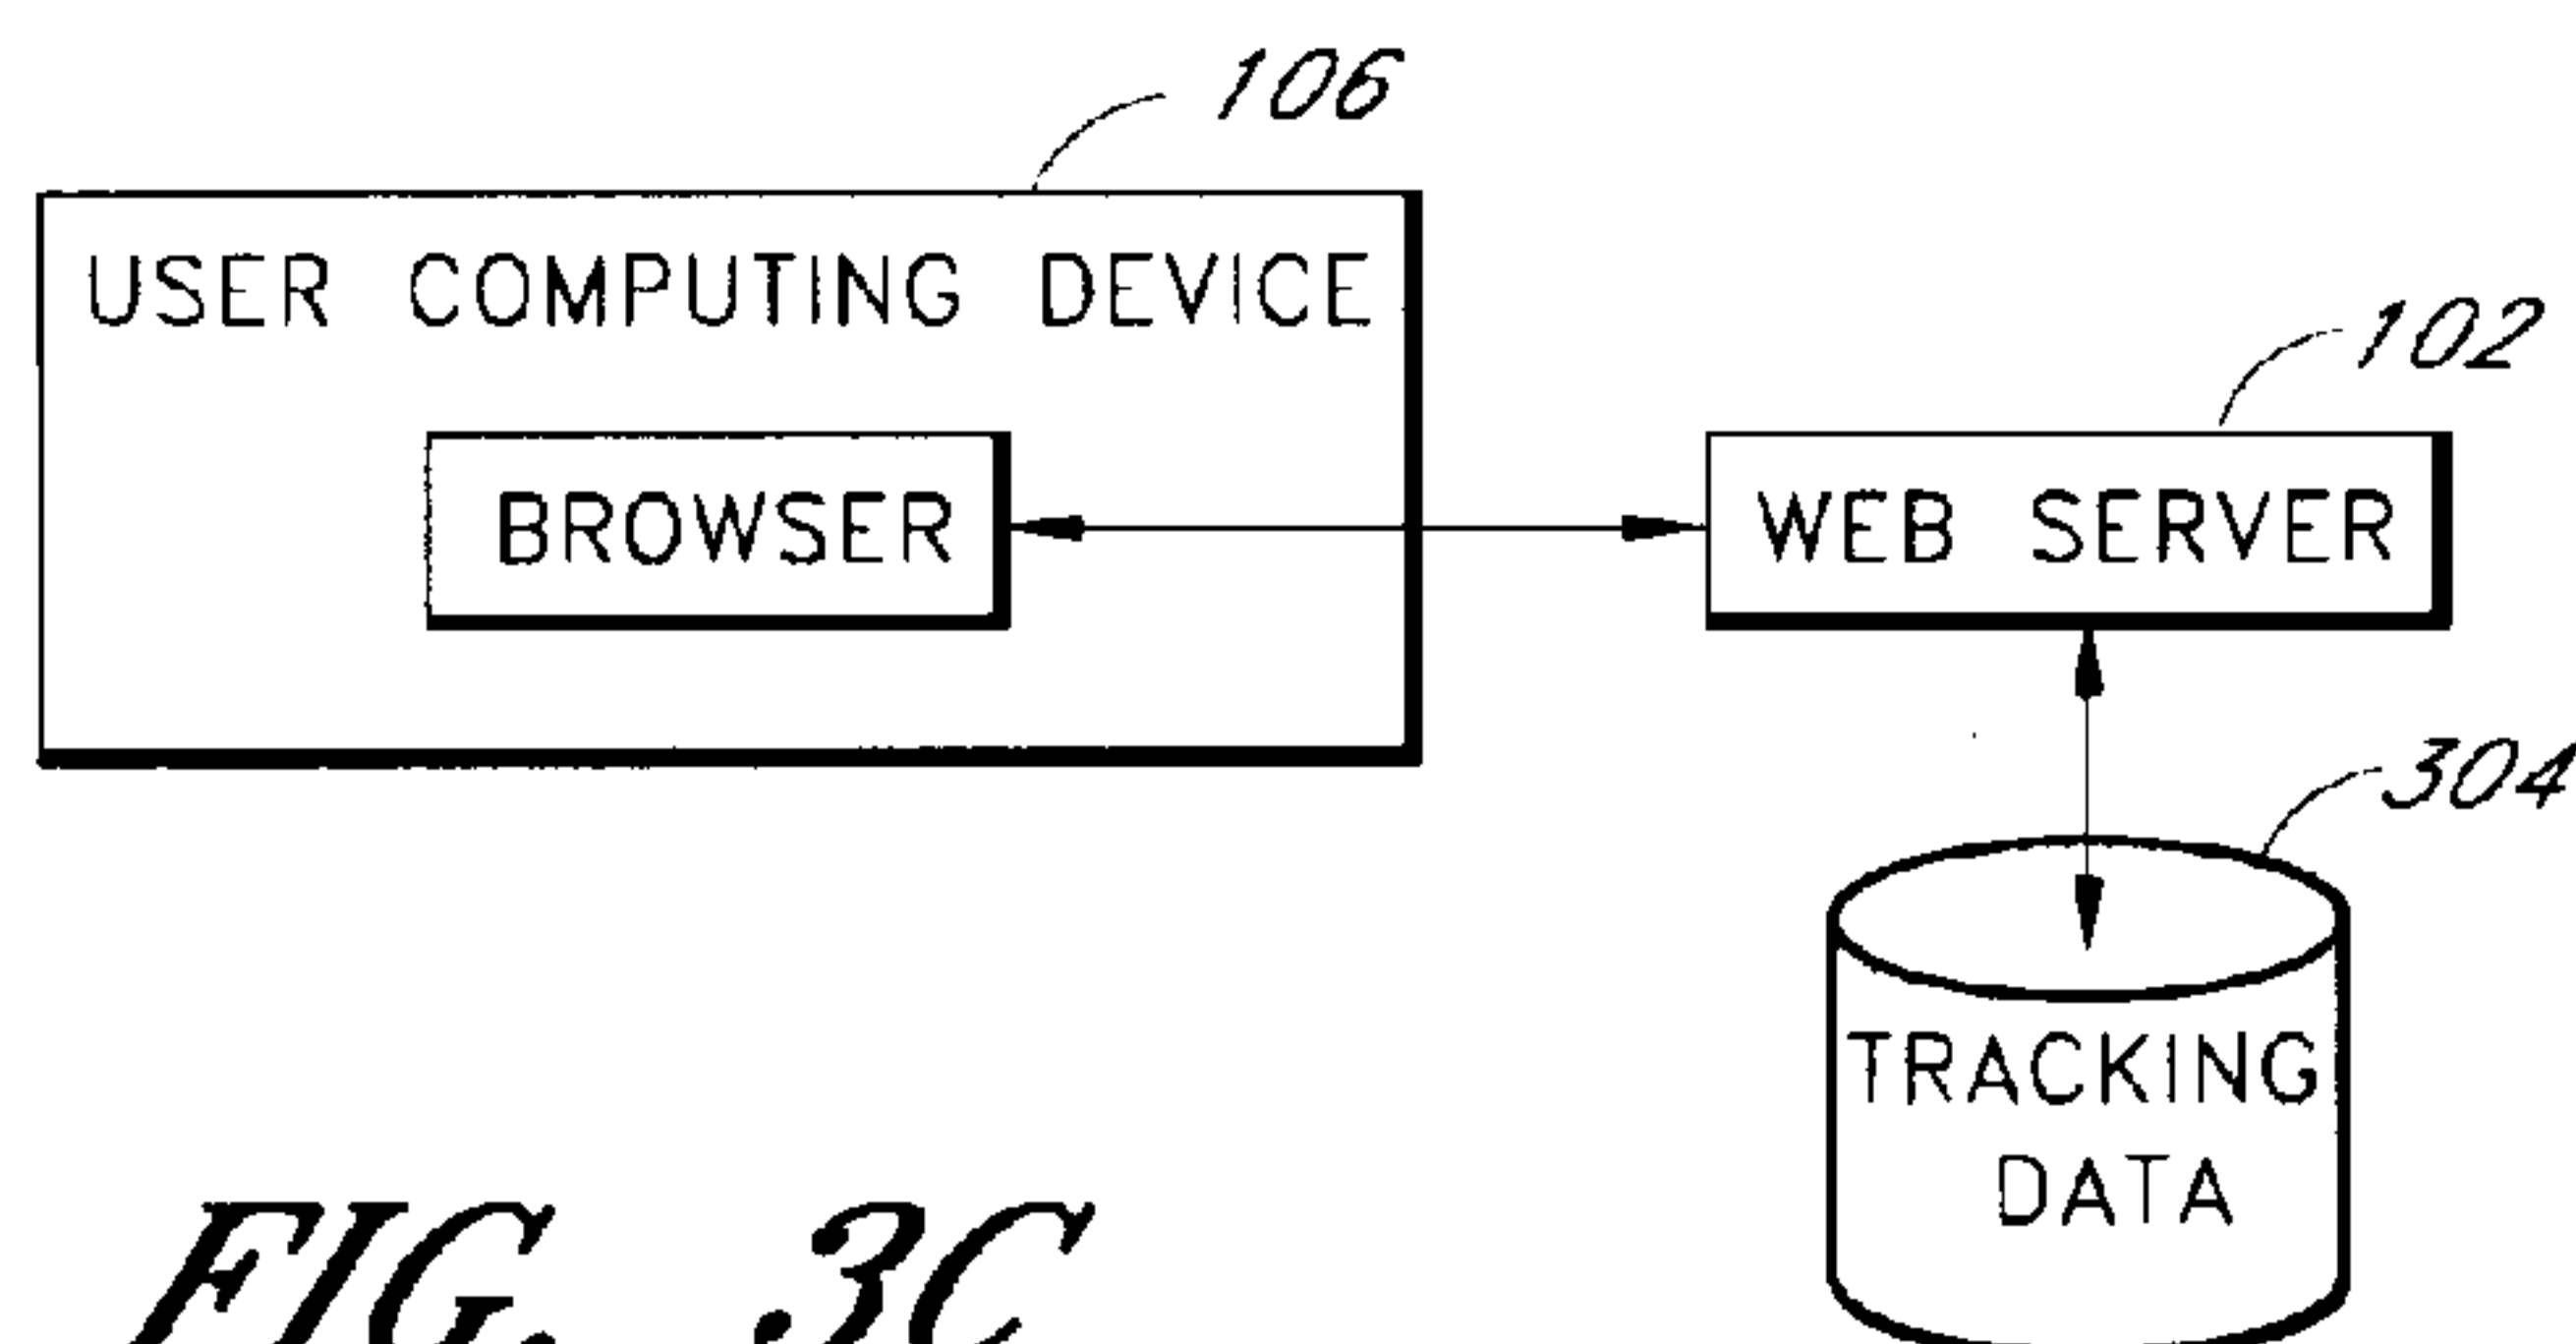 106
USER COMPUTING DEVICE
102
BROWSER
WEB SERVER
304
TRACKING
DATA
FIG. 3C